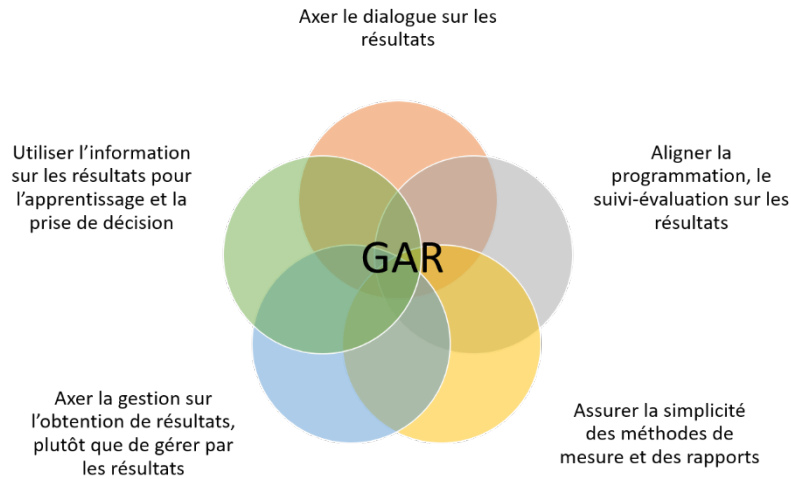 Axer le dialogue sur les
résultats
Utiliser l’information
sur les résultats pour
l’apprentissage et la
prise de décision
Aligner la
programmation, le
suivi-évaluation sur les
résultats
GAR
Axer la gestion sur
l’obtention de résultats,
plutôt que de gérer par
les résultats
Assurer la simplicité
des méthodes de
mesure et des rapports